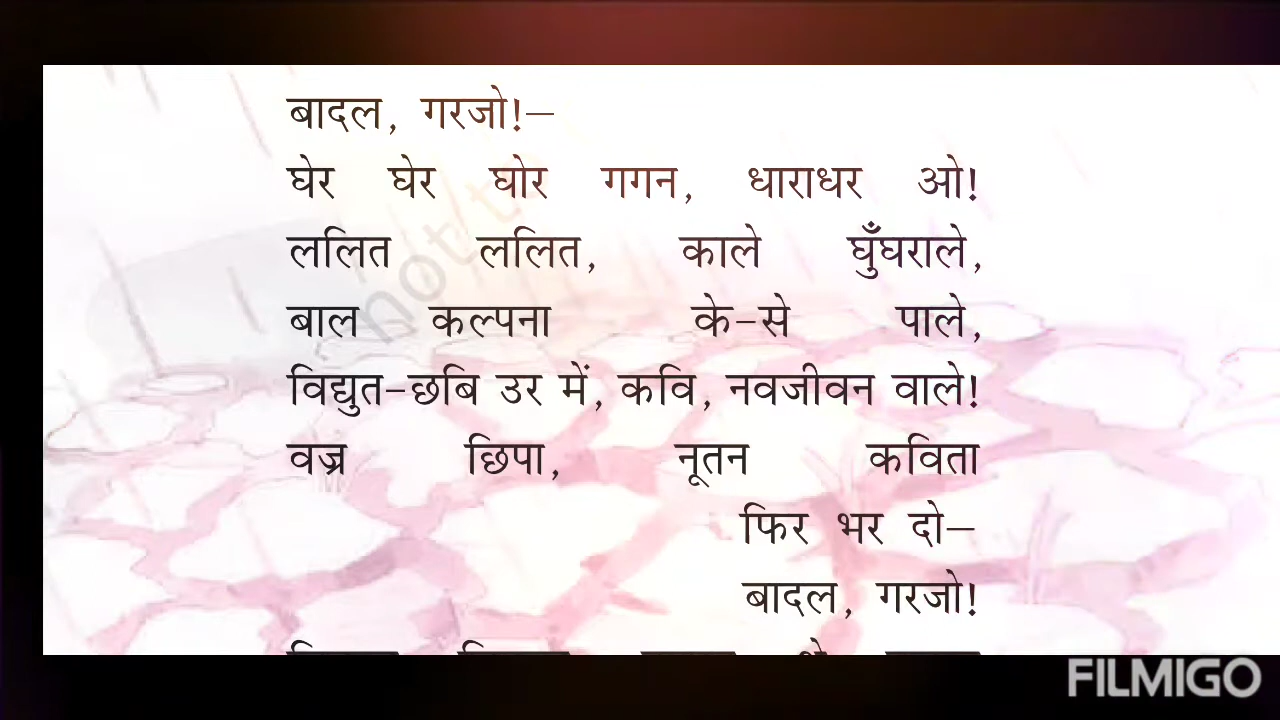 बादल, गरजो!–
घेर घेर घोर गगन, धाराधर ओ!
ललित ललित, काले घुँघराले,
बाल कल्पना के-से पाले,
विद्युत-छबि उर में, कवि, नवजीवन वाले!
वज्र छिपा, नूतन कविता
फिर भर दो–
बादल, गरजो!
not t
FILMIGO